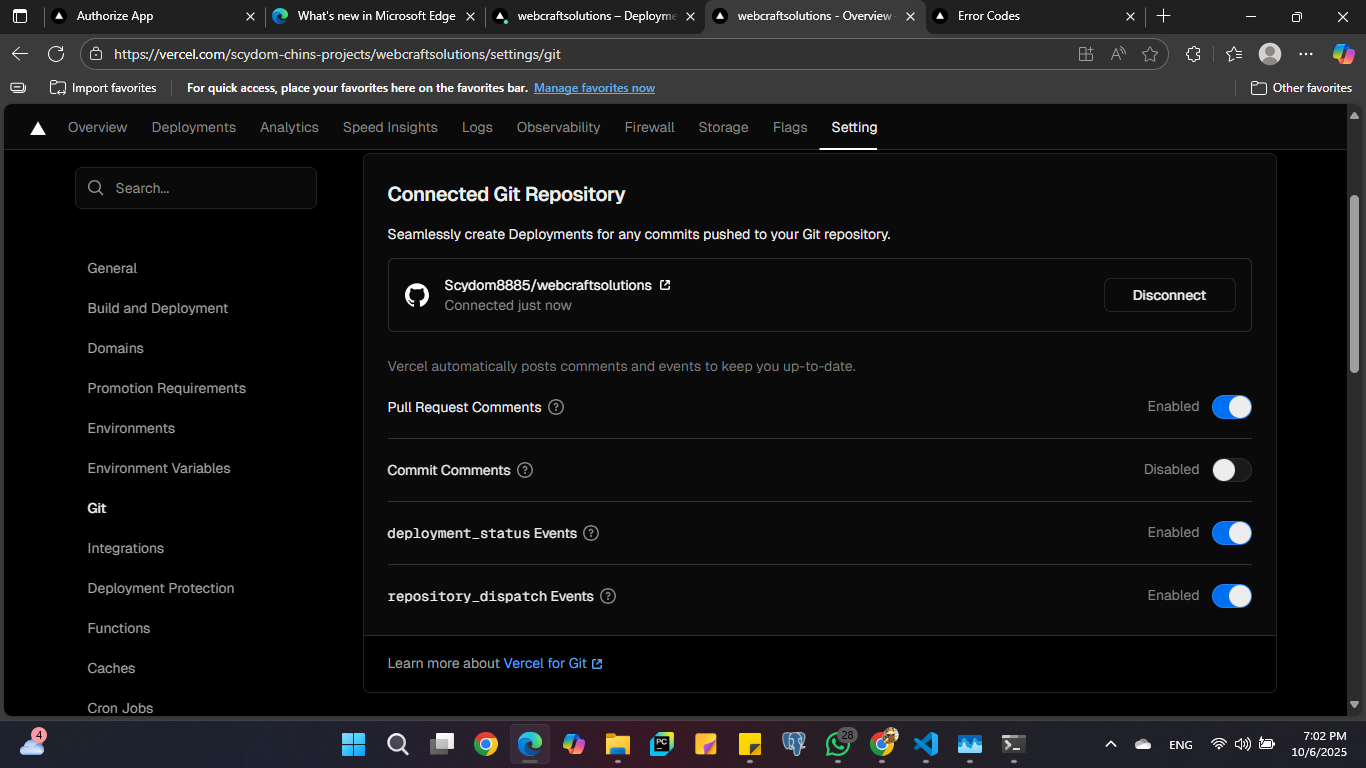 Authorize App
What's new in Microsoft Edge
webcraftsolutions – Deployme
webcraftsolutions - Overview -
Error Codes
https://vercel.com/scydom-chins-projects/webcraftsolutions/settings/git
Import favorites
For quick access, place your favorites here on the favorites bar. Manage favorites now
Other favorites
Overview Deployments Analytics Speed Insights Logs Observability Firewall Storage Flags Setting
Search...
General
Build and Deployment
Domains
Promotion Requirements
Environments
Environment Variables
Git
Integrations
Deployment Protection
Functions
Caches
Cron Jobs
Connected Git Repository
Seamlessly create Deployments for any commits pushed to your Git repository.
Scydom8885/webcraftsolutions
Connected just now
Disconnect
Vercel automatically posts comments and events to keep you up-to-date.
Pull Request Comments ? Enabled
Commit Comments ? Disabled
deployment_status Events ? Enabled
repository_dispatch Events ? Enabled
Learn more about Vercel for Git
4
PC
28
ENG
7:02 PM
10/6/2025